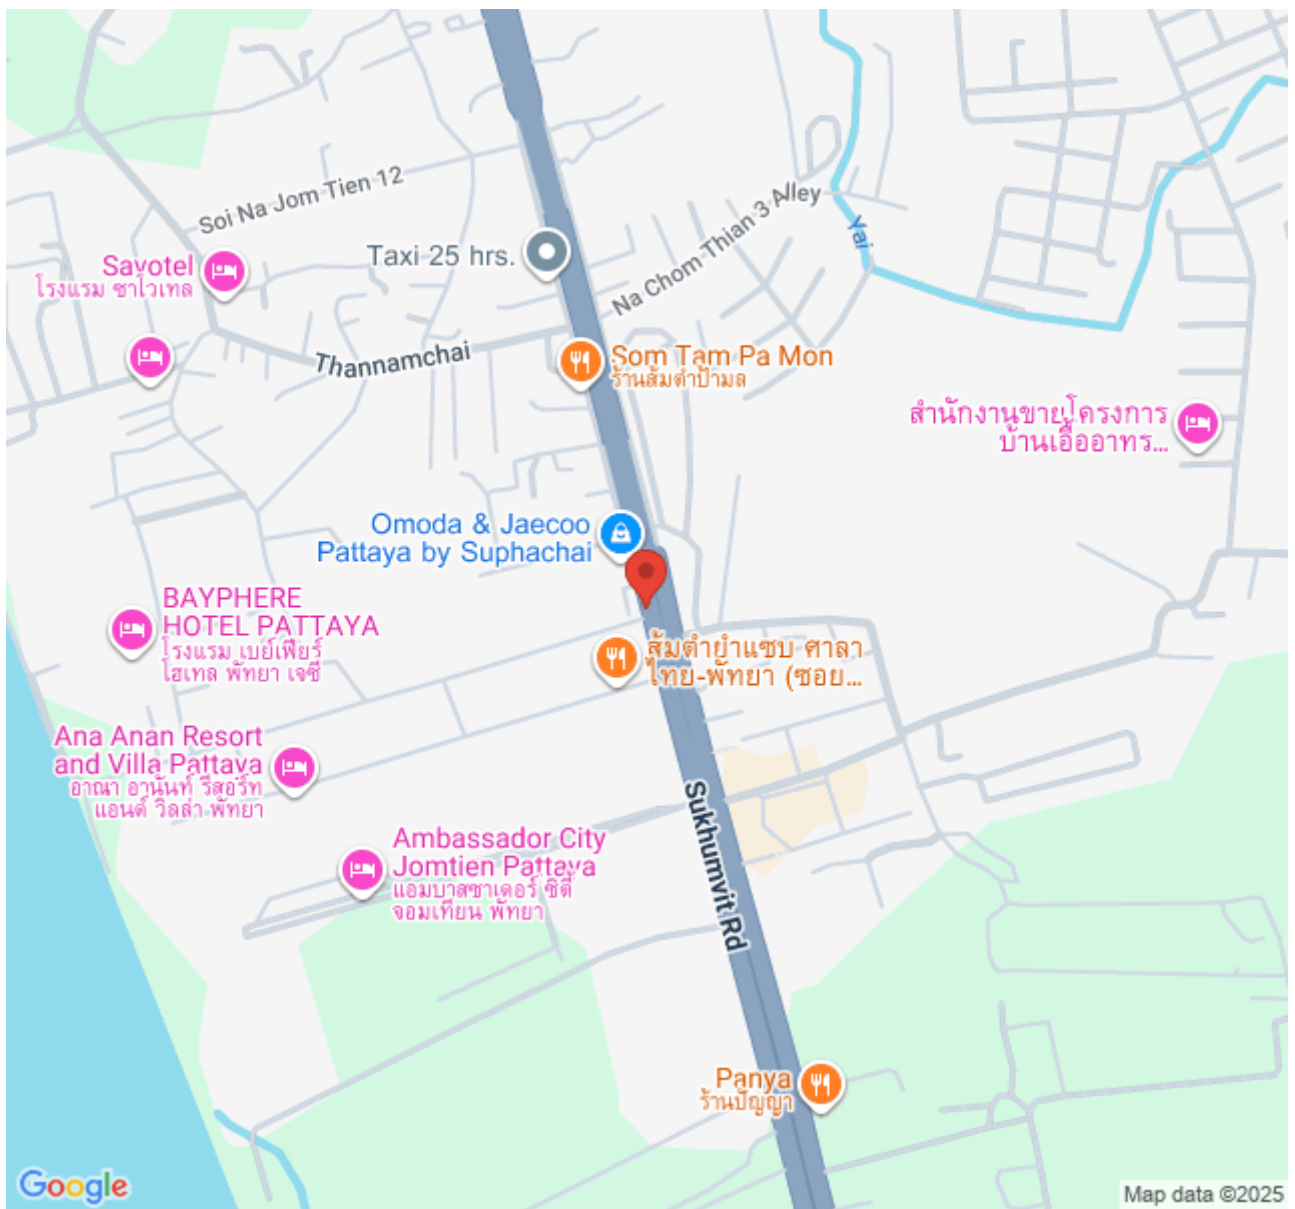 Soi Na Jom Tien 12
Na Chom Thian 3 Alley
Yai
Taxi 25 hrs.
Savotel
โรงแรม ซาโวเทล
Thannamchai
Som Tam Pa Mon
ร้านส้มตำป้ามล
สำนักงานขายโครงการ
บ้านเอื้ออาทร...
Omoda & Jaecoo
Pattaya by Suphachai
BAYPHERE
HOTEL PATTAYA
โรงแรม เบย์เฟียร์
โฮเทล พัทยา เจซี
ส้มตำยำแซบ ศาลา
ไทย-พัทยา (ซอย...
Ana Anan Resort
and Villa Pattaya
อาณา อานันท์ รีสอร์ท
แอนด์ วิลล่า พัทยา
Sukhumvit Rd
Ambassador City
Jomtien Pattaya
แอมบาสซาเดอร์ ซิตี้
จอมเทียน พัทยา
Panya
ร้านปัญญา
Google
Map data ©2025